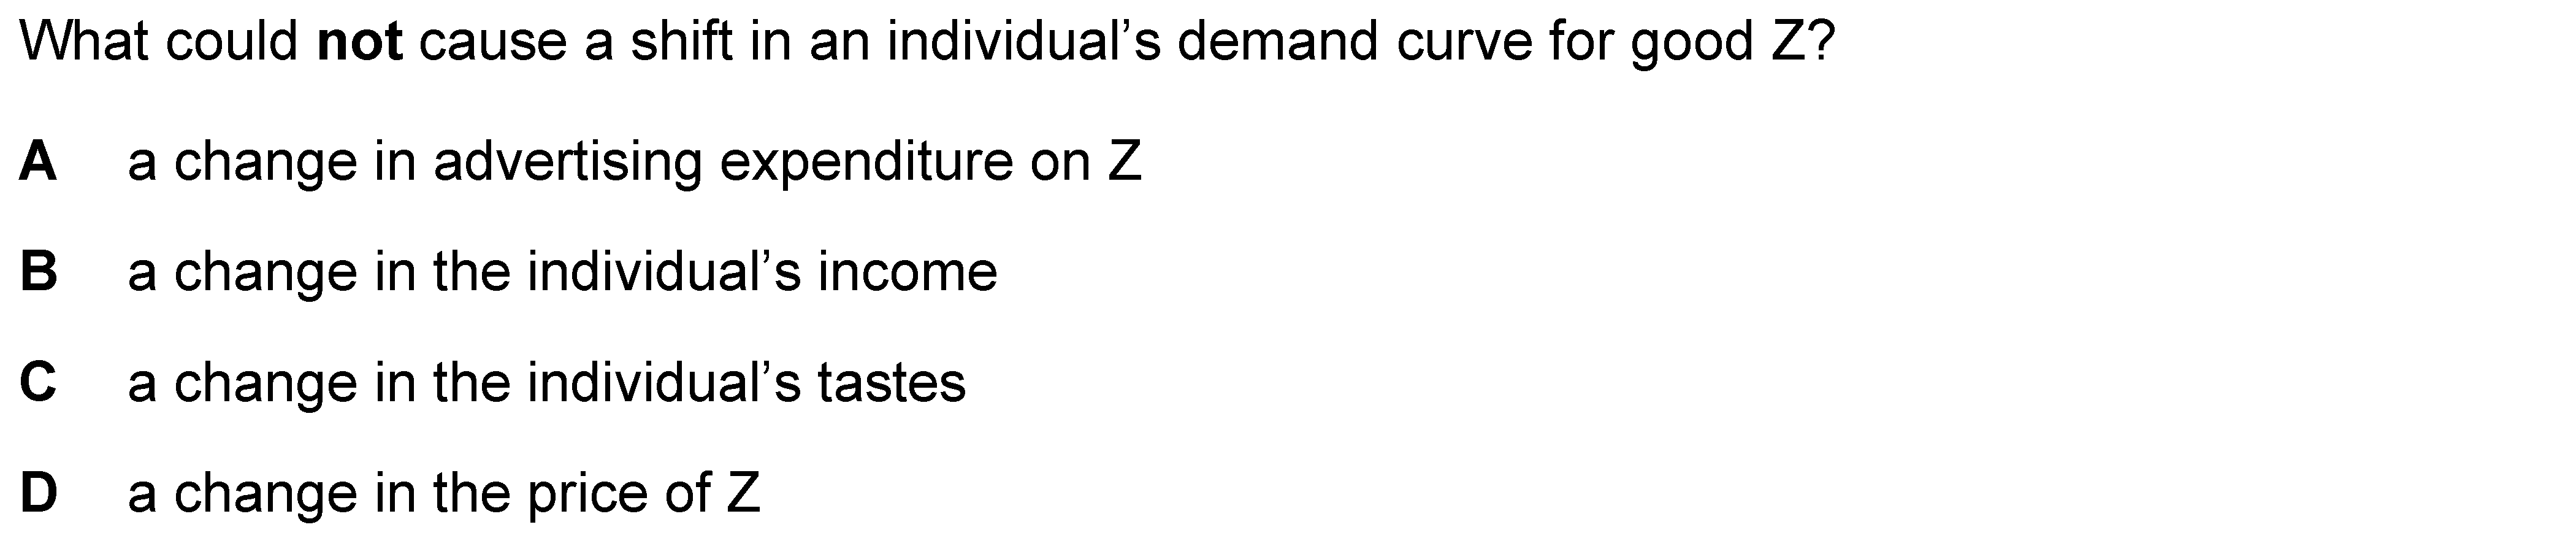 What could not cause a shift in an individual’s demand curve for good Z?
A a change in advertising expenditure on Z
B a change in the individual’s income
C a change in the individual’s tastes
D a change in the price of Z